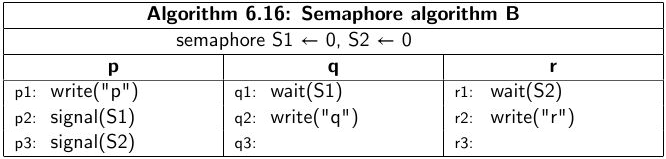 Algorithm 6.16: Semaphore algorithm B
semaphore S1 ← 0, S2 ← 0
p q r
p1: write("p") q1: wait(S1) r1: wait(S2)
p2: signal(S1) q2: write("q") r2: write("r")
p3: signal(S2) q3: r3: